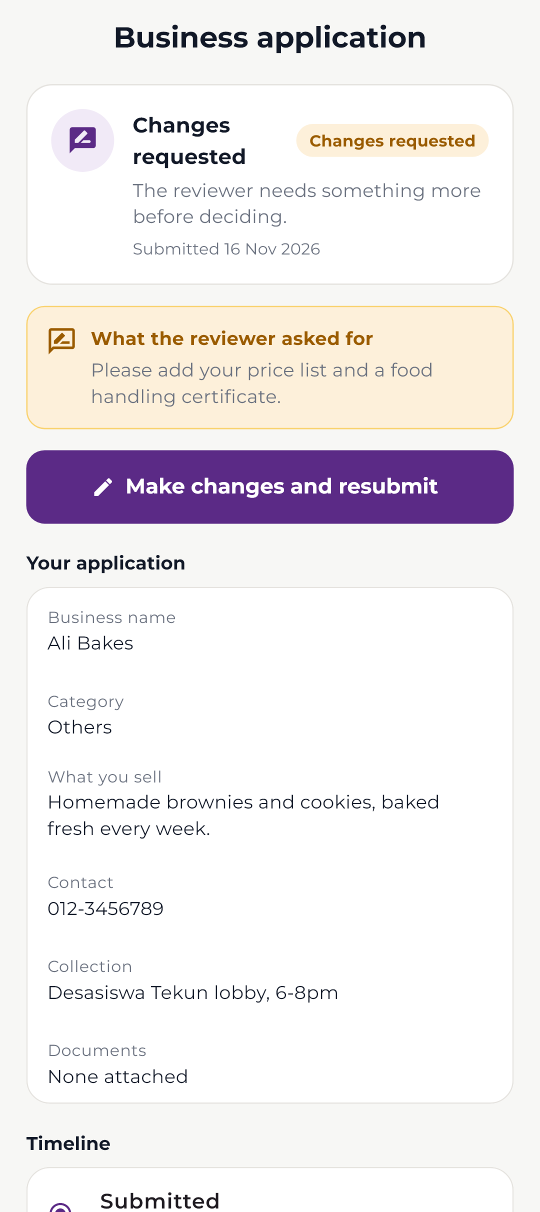 Business application
Changes
requested
Changes requested
The reviewer needs something more
before deciding.
Submitted 16 Nov 2026
What the reviewer asked for
Please add your price list and a food
handling certificate.
Make changes and resubmit
Your application
Business name
Ali Bakes
Category
Others
What you sell
Homemade brownies and cookies, baked
fresh every week.
Contact
012-3456789
Collection
Desasiswa Tekun lobby, 6-8pm
Documents
None attached
Timeline
Submitted